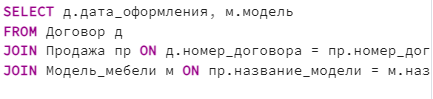 SELECT д.дата_оформления, м.модель
FROM Договор д
JOIN Продажа пр ON д.номер_договора = пр.номер_дог
JOIN Модель_мебели м ON пр.название_модели = м.наз